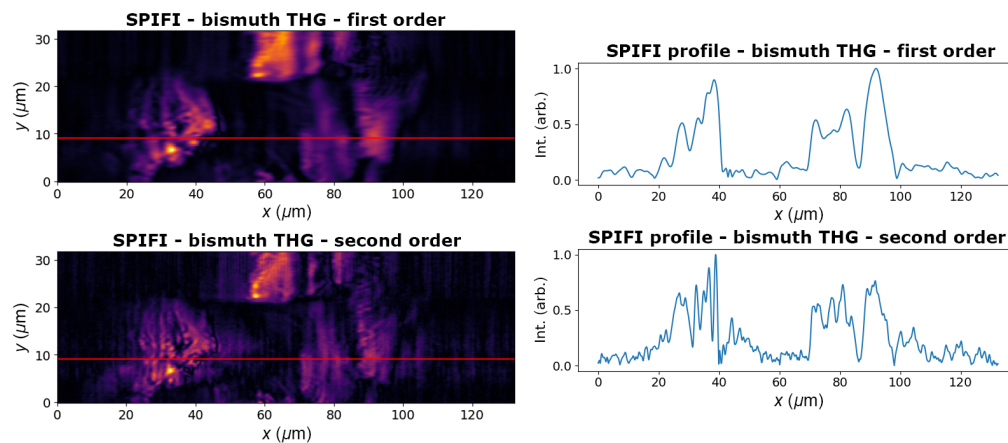 SPIFI - bismuth THG - first order
30
20
10
0
y (μm)
0 20 40 60 80 100 120
x (μm)
SPIFI profile - bismuth THG - first order
1.0
0.5
0.0
Int. (arb.)
0 20 40 60 80 100 120
x (μm)
SPIFI - bismuth THG - second order
30
20
10
0
y (μm)
0 20 40 60 80 100 120
x (μm)
SPIFI profile - bismuth THG - second order
1.0
0.5
0.0
Int. (arb.)
0 20 40 60 80 100 120
x (μm)